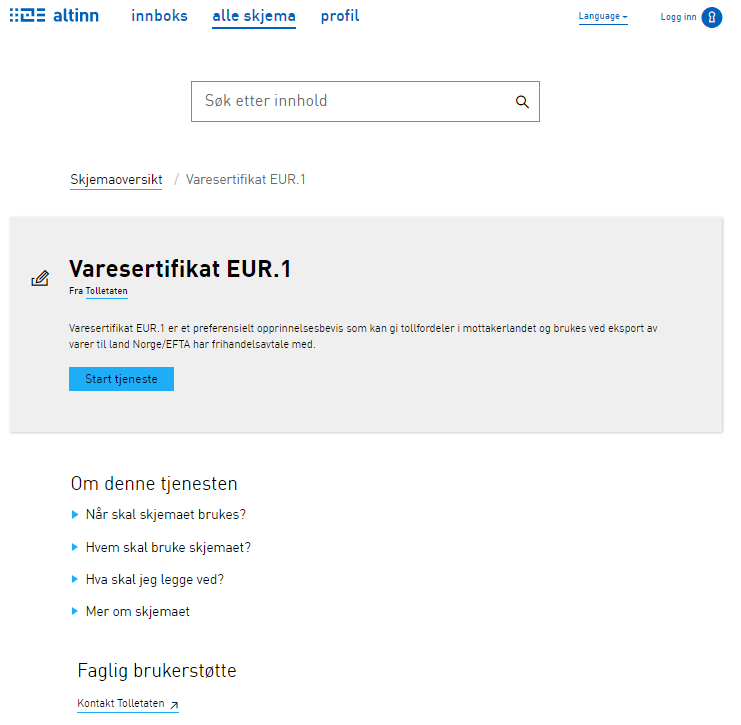 altinn innboks alle skjema profil Language Logg inn
Søk etter innhold
Skjemaoversikt / Varesertifikat EUR.1
Varesertifikat EUR.1
Fra Tolletaten
Varesertifikat EUR.1 er et preferensielt opprinnelsesbevis som kan gi tollfordeler i mottakerlandet og brukes ved eksport av
varer til land Norge/EFTA har frihandelsavtale med.
Start tjeneste
Om denne tjenesten
Når skal skjemaet brukes?
Hvem skal bruke skjemaet?
Hva skal jeg legge ved?
Mer om skjemaet
Faglig brukerstøtte
Kontakt Tolletaten